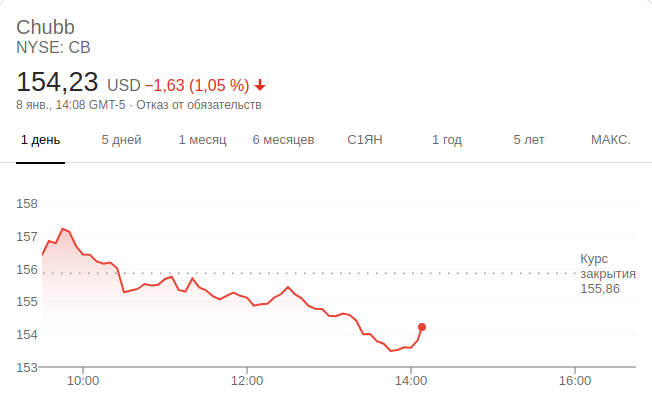 Chubb
NYSE: CB
154,23 USD −1,63 (1,05 %)
8 янв., 14:08 GMT-5 · Отказ от обязательств
1 день 5 дней 1 месяц 6 месяцев С1ЯН 1 год 5 лет МАКС.
158
157
156
155
154
153
Курс
закрытия
155,86
10:00 12:00 14:00 16:00